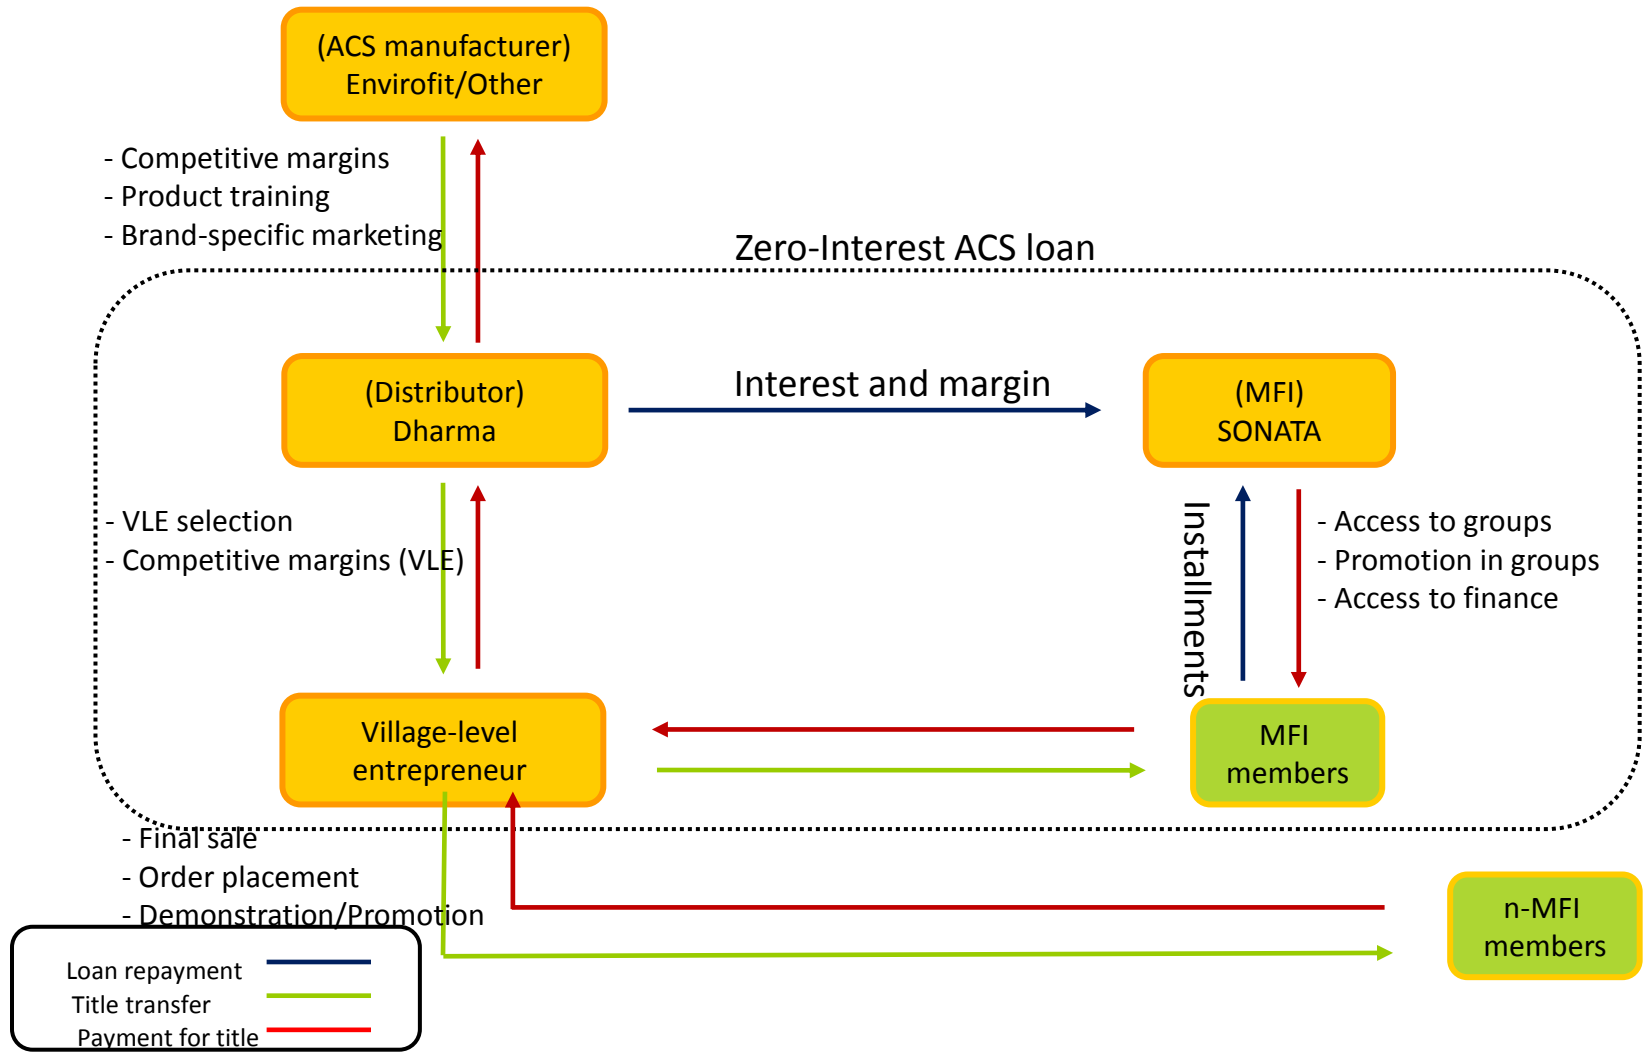 (ACS manufacturer)
Envirofit/Other
- Competitive margins
- Product training
- Brand-specific marketing
Zero-Interest ACS loan
(Distributor)
Dharma
Interest and margin
(MFI)
SONATA
- VLE selection
- Competitive margins (VLE)
Installments
- Access to groups
- Promotion in groups
- Access to finance
Village-level
entrepreneur
MFI
members
- Final sale
- Order placement
- Demonstration/Promotion
n-MFI
members
Loan repayment
Title transfer
Payment for title